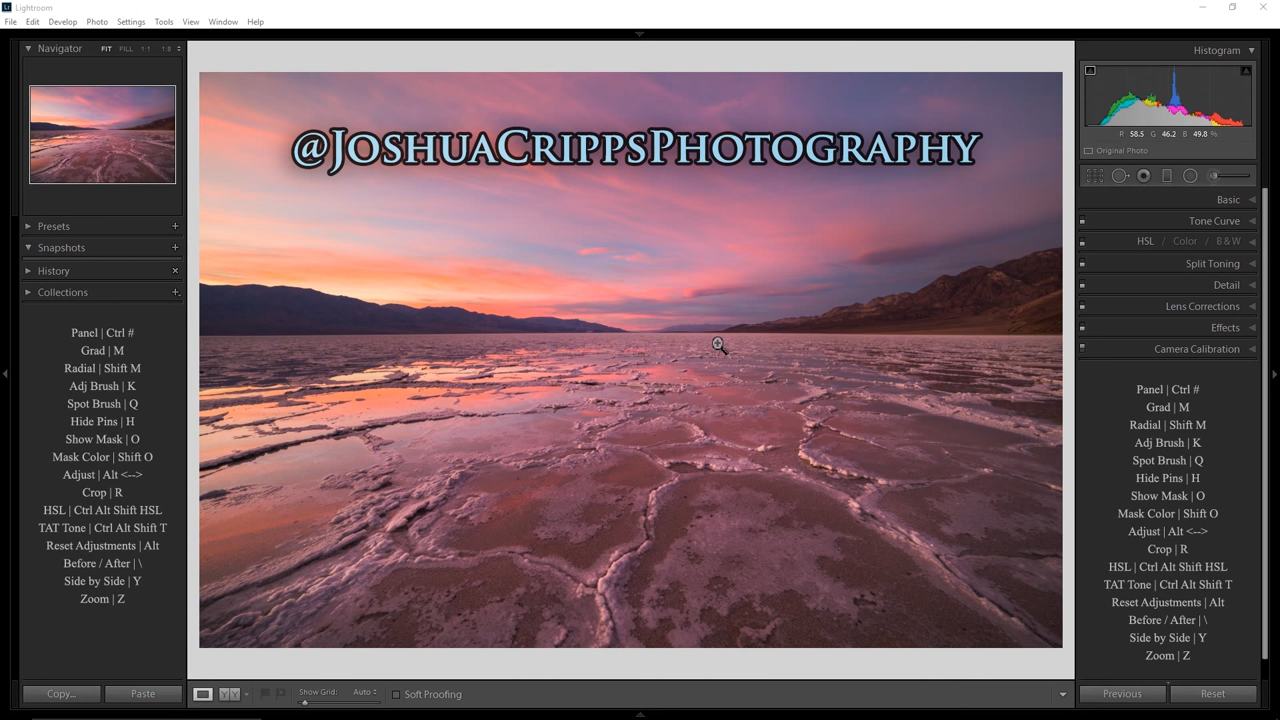 Lr Lightroom
File Edit Develop Photo Settings Tools View Window Help
Navigator FIT FILL 1:1 1:8
Presets
Snapshots
History
Collections
Panel | Ctrl #
Grad | M
Radial | Shift M
Adj Brush | K
Spot Brush | Q
Hide Pins | H
Show Mask | O
Mask Color | Shift O
Adjust | Alt <-->
Crop | R
HSL | Ctrl Alt Shift HSL
TAT Tone | Ctrl Alt Shift T
Reset Adjustments | Alt
Before / After | \
Side by Side | Y
Zoom | Z
Copy... Paste
@JoshuaCrippsPhotography
Y Y Show Grid: Auto Soft Proofing
Histogram
R 58.5 G 46.2 B 49.8 %
Original Photo
Basic
Tone Curve
HSL / Color / B & W
Split Toning
Detail
Lens Corrections
Effects
Camera Calibration
Panel | Ctrl #
Grad | M
Radial | Shift M
Adj Brush | K
Spot Brush | Q
Hide Pins | H
Show Mask | O
Mask Color | Shift O
Adjust | Alt <-->
Crop | R
HSL | Ctrl Alt Shift HSL
TAT Tone | Ctrl Alt Shift T
Reset Adjustments | Alt
Before / After | \
Side by Side | Y
Zoom | Z
Previous Reset